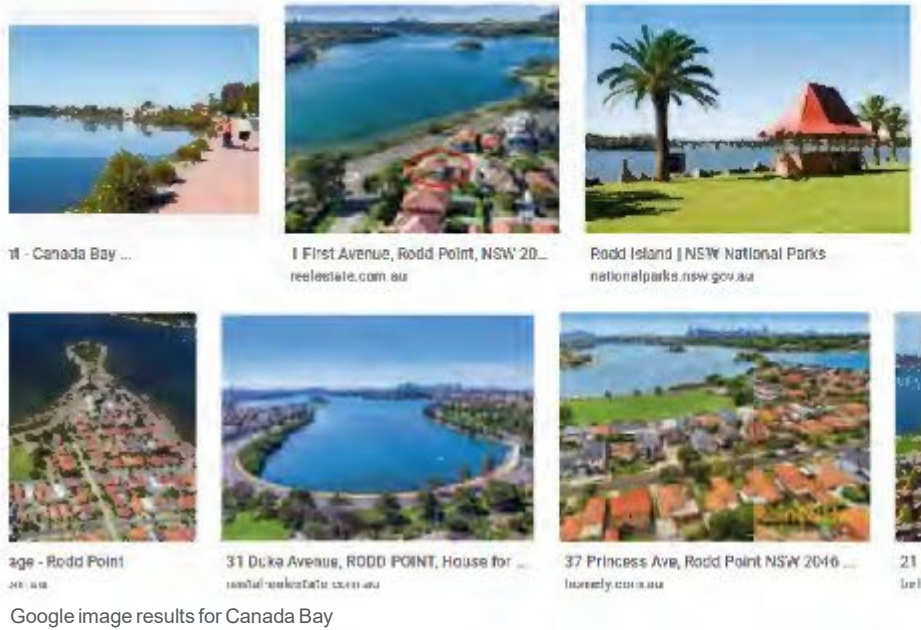 - Canada Bay ...
1 First Avenue, Rodd Point, NSW 20...
Rodd Island | NSW National Parks
realestate.com.au
nationalparks.nsw.gov.au
age - Rodd Point
31 Duke Avenue, RODD POINT, House for ...
37 Princess Ave, Rodd Point NSW 2046 ...
21
homely.com.au
Google image results for Canada Bay